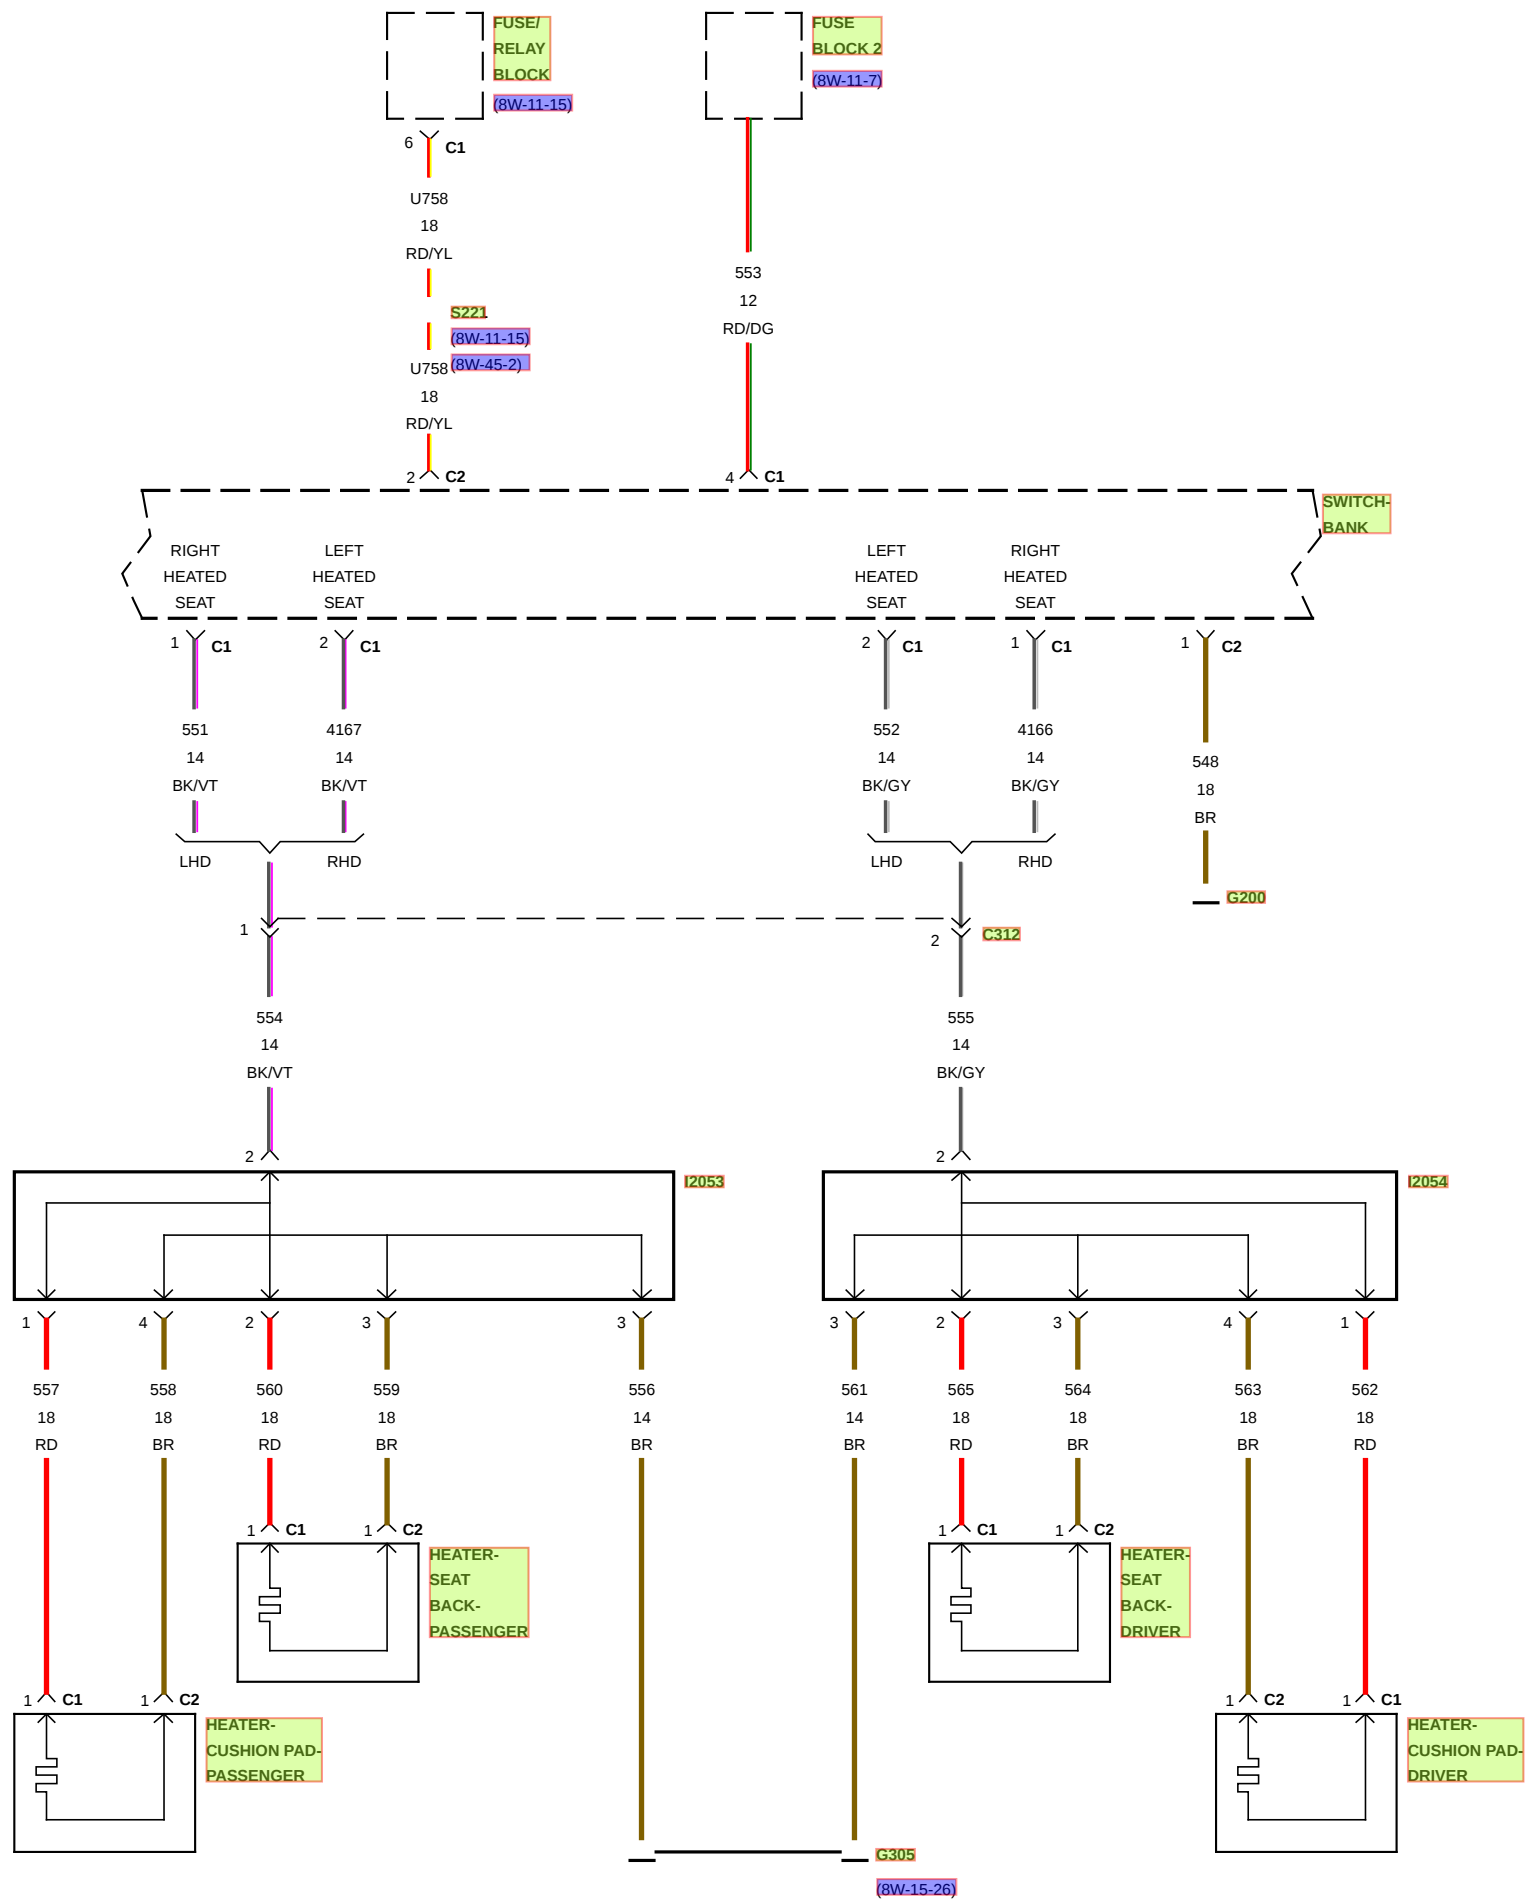 FUSE/
RELAY
BLOCK
(8W-11-15)
FUSE
BLOCK 2
(8W-11-7)
6
C1
U758
18
RD/YL
S221
(8W-11-15)
(8W-45-2)
U758
18
RD/YL
2
C2
553
12
RD/DG
4
C1
SWITCH-
BANK
RIGHT
HEATED
SEAT
LEFT
HEATED
SEAT
LEFT
HEATED
SEAT
RIGHT
HEATED
SEAT
1
C1
2
C1
2
C1
1
C1
1
C2
551
14
BK/VT
4167
14
BK/VT
552
14
BK/GY
4166
14
BK/GY
548
18
BR
LHD
RHD
LHD
RHD
G200
1
2
C312
554
14
BK/VT
555
14
BK/GY
2
2
I2053
I2054
1
4
2
3
3
3
2
3
4
1
557
18
RD
558
18
BR
560
18
RD
559
18
BR
556
14
BR
561
14
BR
565
18
RD
564
18
BR
563
18
BR
562
18
RD
1
C1
1
C2
HEATER-
SEAT
BACK-
PASSENGER
1
C1
1
C2
HEATER-
SEAT
BACK-
DRIVER
1
C1
1
C2
HEATER-
CUSHION PAD-
PASSENGER
1
C2
1
C1
HEATER-
CUSHION PAD-
DRIVER
G305
(8W-15-26)